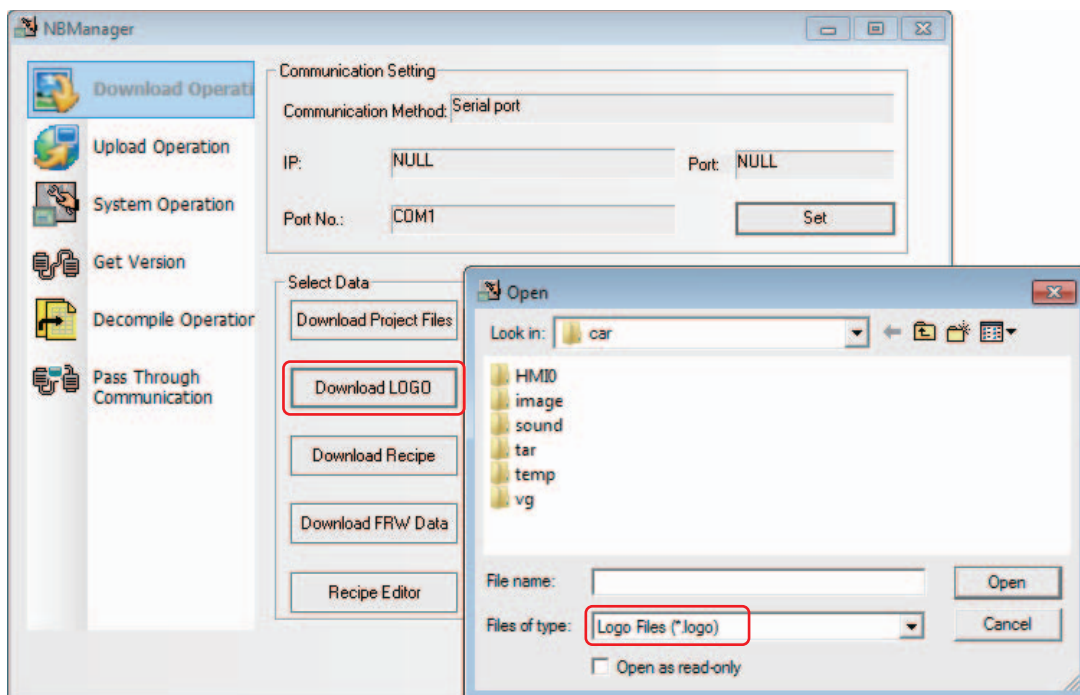 NBManager
Download Operati
Upload Operation
System Operation
Get Version
Decompile Operation
Pass Through
Communication
Communication Setting
Communication Method: Serial port
IP: NULL Port: NULL
Port No.: COM1 Set
Select Data
Download Project Files
Download LOGO
Download Recipe
Download FRW Data
Recipe Editor
Open
Look in: car
HMI0
image
sound
tar
temp
vg
File name: Open
Files of type: Logo Files (*.logo) Cancel
Open as read-only